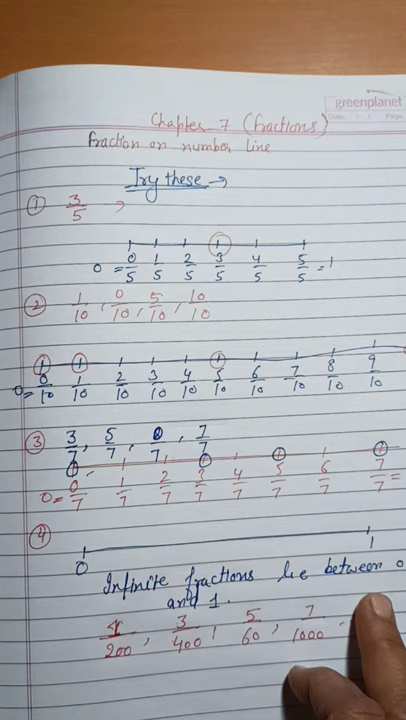 greenplanet
Date / / Page
Chapter 7 (fractions)
fraction on number line
Try these →
① 3/5 →
0 = 0/5 1/5 2/5 3/5 4/5 5/5 = 1
② 1/10, 0/10, 5/10, 10/10
0 = 0/10 1/10 2/10 3/10 4/10 5/10 6/10 7/10 8/10 9/10
③ 3/7, 5/7, 0/7, 7/7
0 = 0/7 1/7 2/7 3/7 4/7 5/7 6/7 7/7 =
④
0 1
Infinite fractions lie between 0
and 1.
1/200, 3/400, 5/60, 7/1000